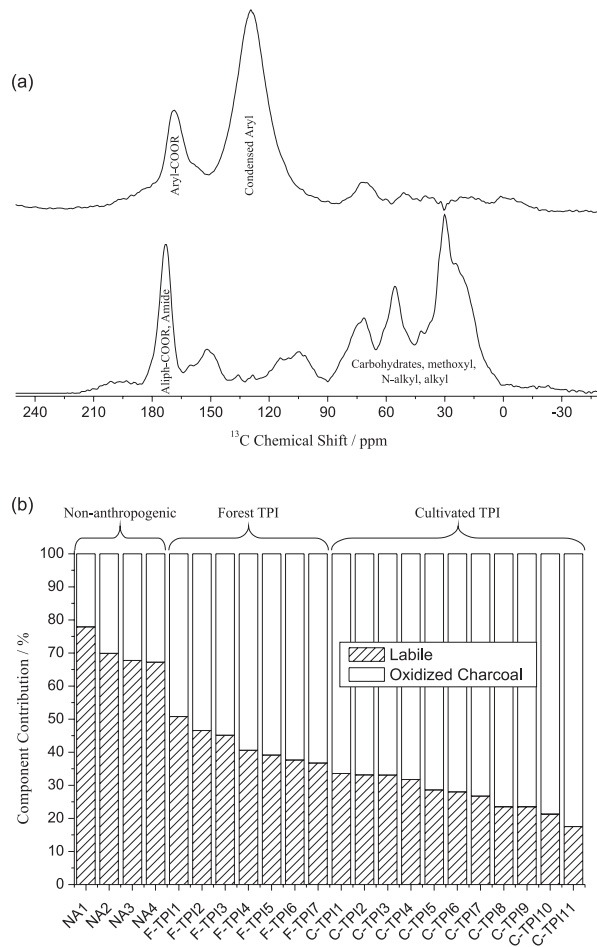 (a)
Aryl-COOR
Condensed Aryl
Aliph-COOR, Amide
Carbohydrates, methoxyl,
N-alkyl, alkyl
240 210 180 150 120 90 60 30 0 -30
¹³C Chemical Shift / ppm
(b)
Non-anthropogenic Forest TPI Cultivated TPI
100
90
80
70
60
50
40
30
20
10
0
Component Contribution / %
Labile
Oxidized Charcoal
NA1 NA2 NA3 NA4 F-TPI1 F-TPI2 F-TPI3 F-TPI4 F-TPI5 F-TPI6 F-TPI7 C-TPI1 C-TPI2 C-TPI3 C-TPI4 C-TPI5 C-TPI6 C-TPI7 C-TPI8 C-TPI9 C-TPI10 C-TPI11